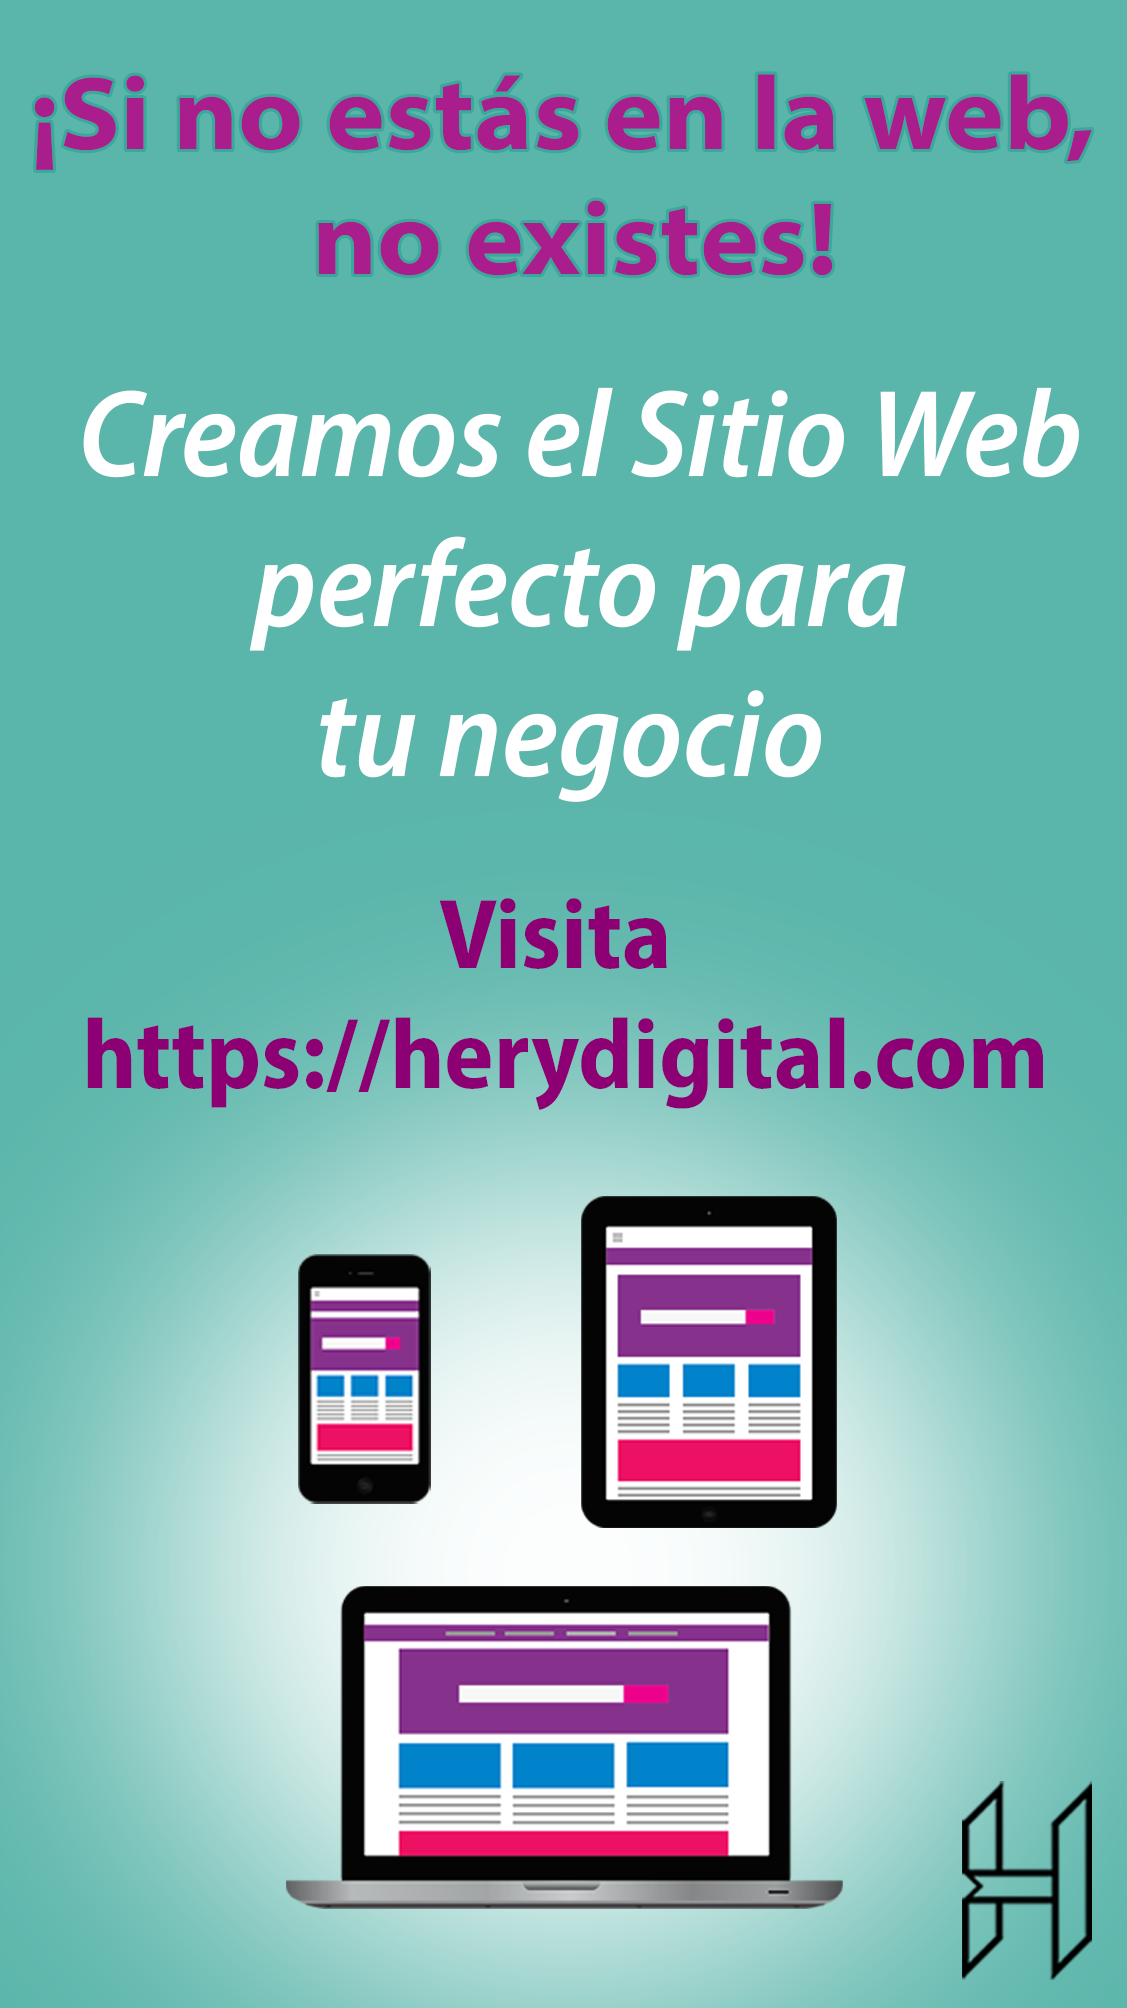 ¡Si no estás en la web,
no existes!
Creamos el Sitio Web
perfecto para
tu negocio
Visita
https://herydigital.com
H